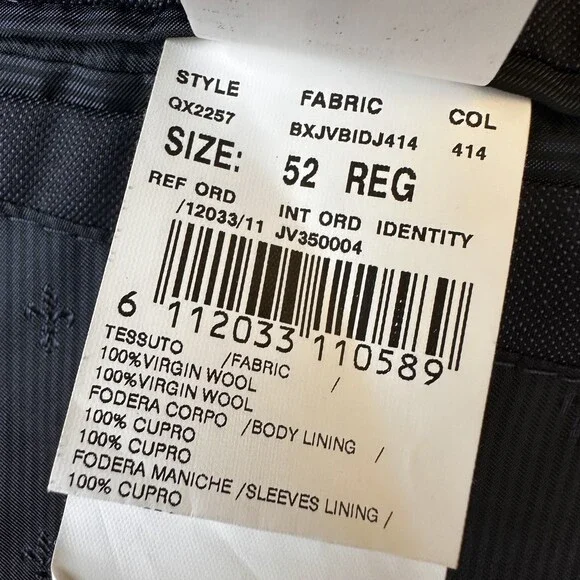 STYLE FABRIC COL
QX2257 BXJVBIDJ414 414
SIZE: 52 REG
REF ORD INT ORD IDENTITY
/12033/11 JV350004
6 112033 110589
TESSUTO /FABRIC /
100%VIRGIN WOOL
100%VIRGIN WOOL
FODERA CORPO /BODY LINING /
100% CUPRO
100% CUPRO
FODERA MANICHE /SLEEVES LINING /
100% CUPRO